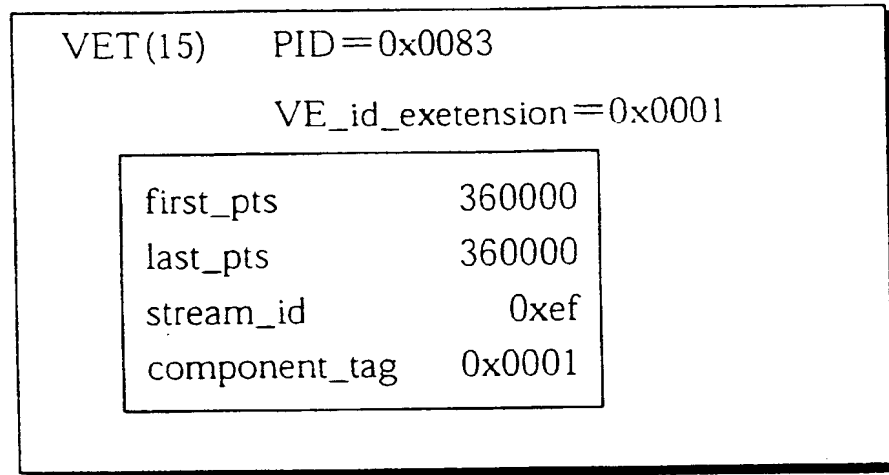 VET(15) PID=0x0083
VE_id_exetension=0x0001
first_pts 360000
last_pts 360000
stream_id 0xef
component_tag 0x0001